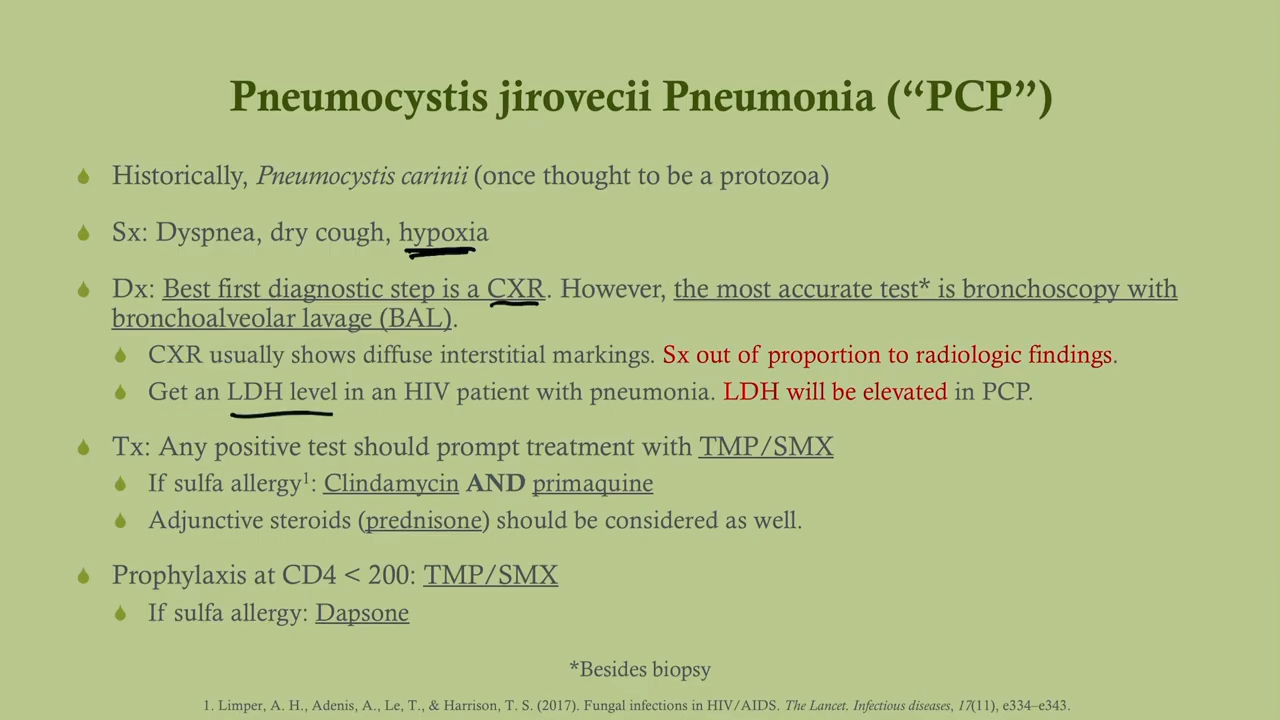 Pneumocystis jirovecii Pneumonia (“PCP”)
Historically, Pneumocystis carinii (once thought to be a protozoa)
Sx: Dyspnea, dry cough, hypoxia
Dx: Best first diagnostic step is a CXR. However, the most accurate test* is bronchoscopy with
bronchoalveolar lavage (BAL).
CXR usually shows diffuse interstitial markings. Sx out of proportion to radiologic findings.
Get an LDH level in an HIV patient with pneumonia. LDH will be elevated in PCP.
Tx: Any positive test should prompt treatment with TMP/SMX
If sulfa allergy¹: Clindamycin AND primaquine
Adjunctive steroids (prednisone) should be considered as well.
Prophylaxis at CD4 < 200: TMP/SMX
If sulfa allergy: Dapsone
*Besides biopsy
1. Limper, A. H., Adenis, A., Le, T., & Harrison, T. S. (2017). Fungal infections in HIV/AIDS. The Lancet. Infectious diseases, 17(11), e334–e343.